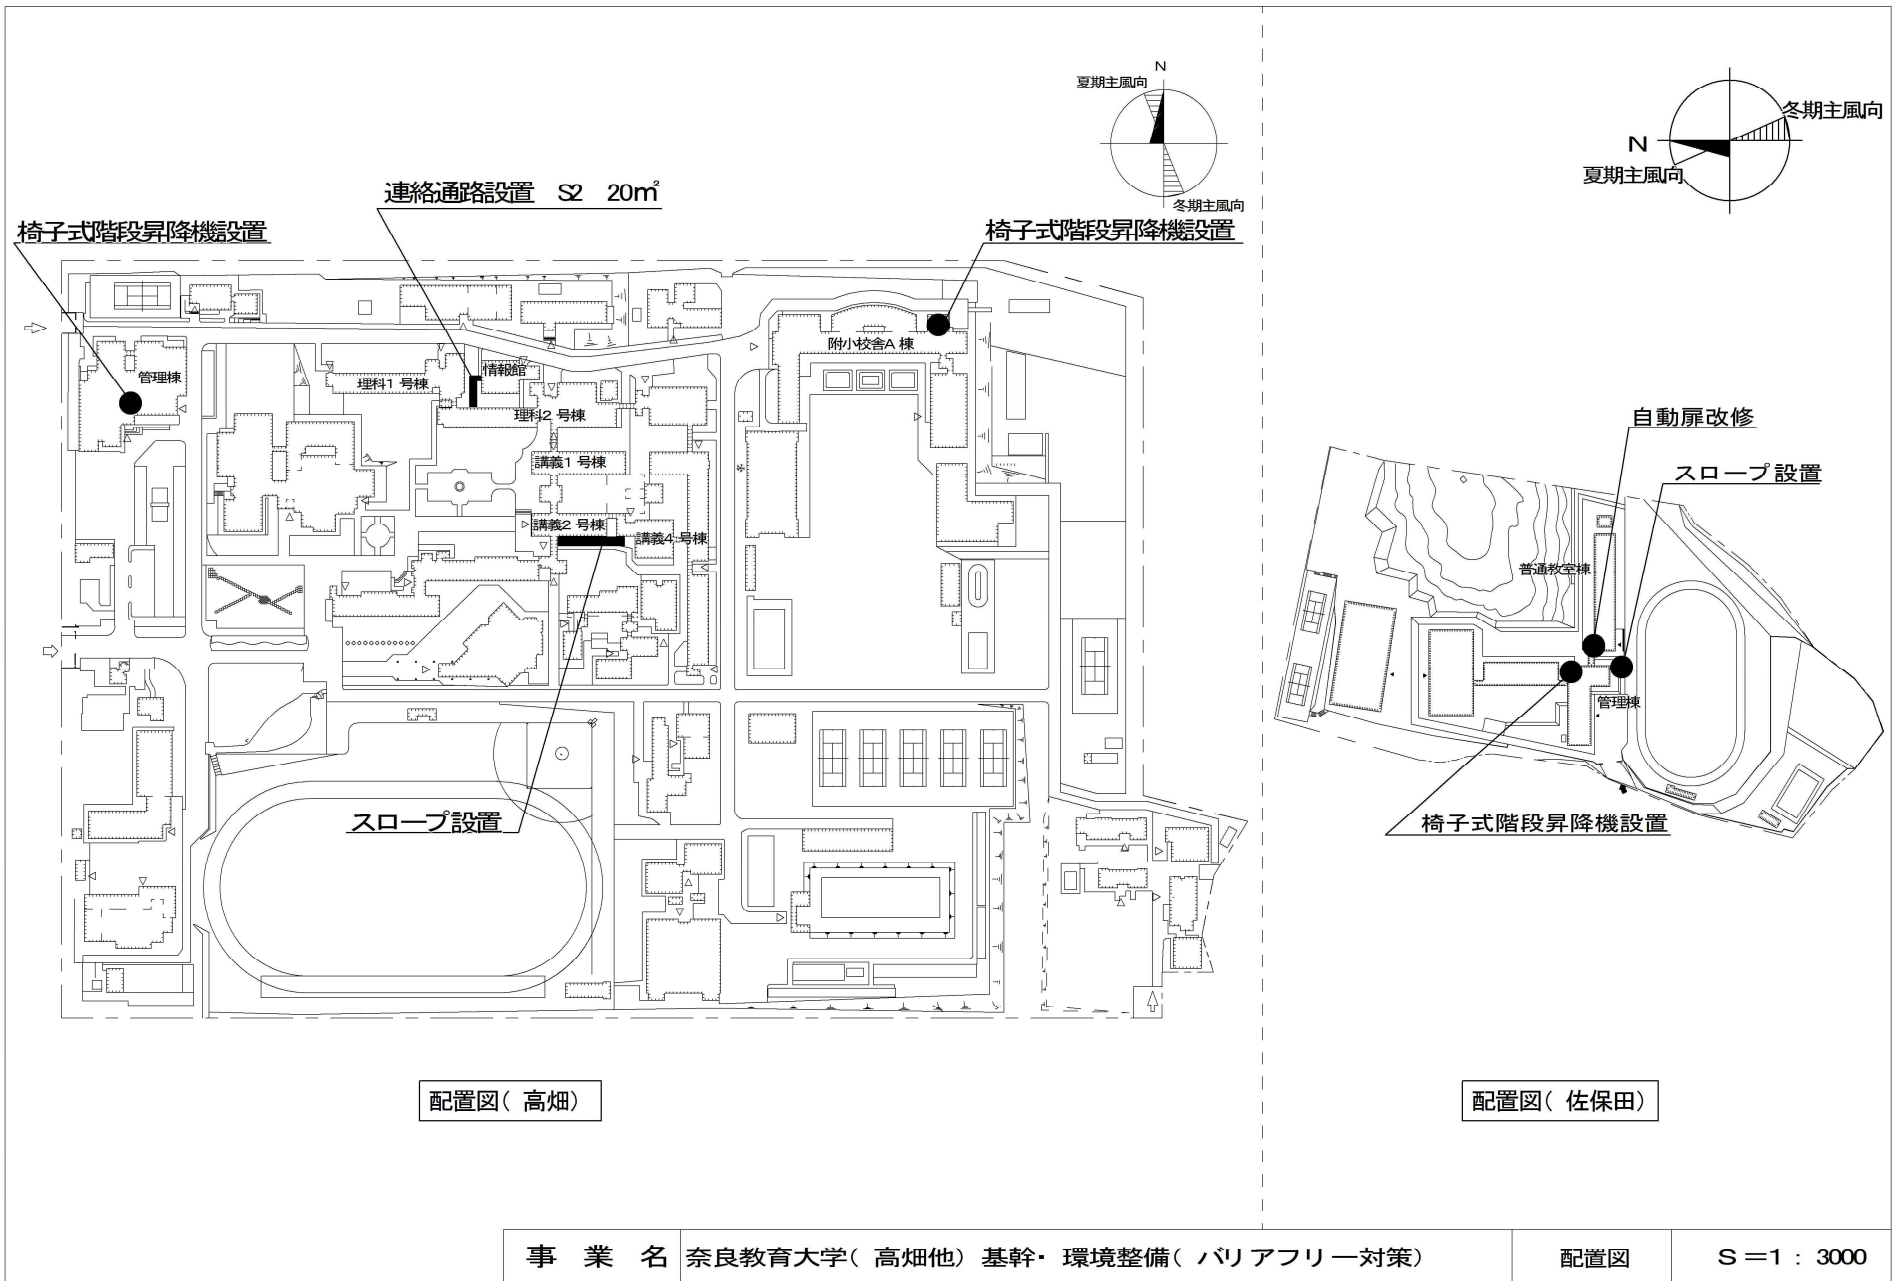 N
夏期主風向
冬期主風向
N
冬期主風向
夏期主風向
連絡通路設置 S2 20㎡
椅子式階段昇降機設置
椅子式階段昇降機設置
附小校舎A棟
管理棟
情報館
理科1号棟
理科2号棟
講義1号棟
講義2号棟
講義4号棟
スロープ設置
自動扉改修
スロープ設置
普通教室棟
管理棟
椅子式階段昇降機設置
配置図(高畑)
配置図(佐保田)
事業名 奈良教育大学(高畑他)基幹・環境整備(バリアフリー対策) 配置図 S=1:3000